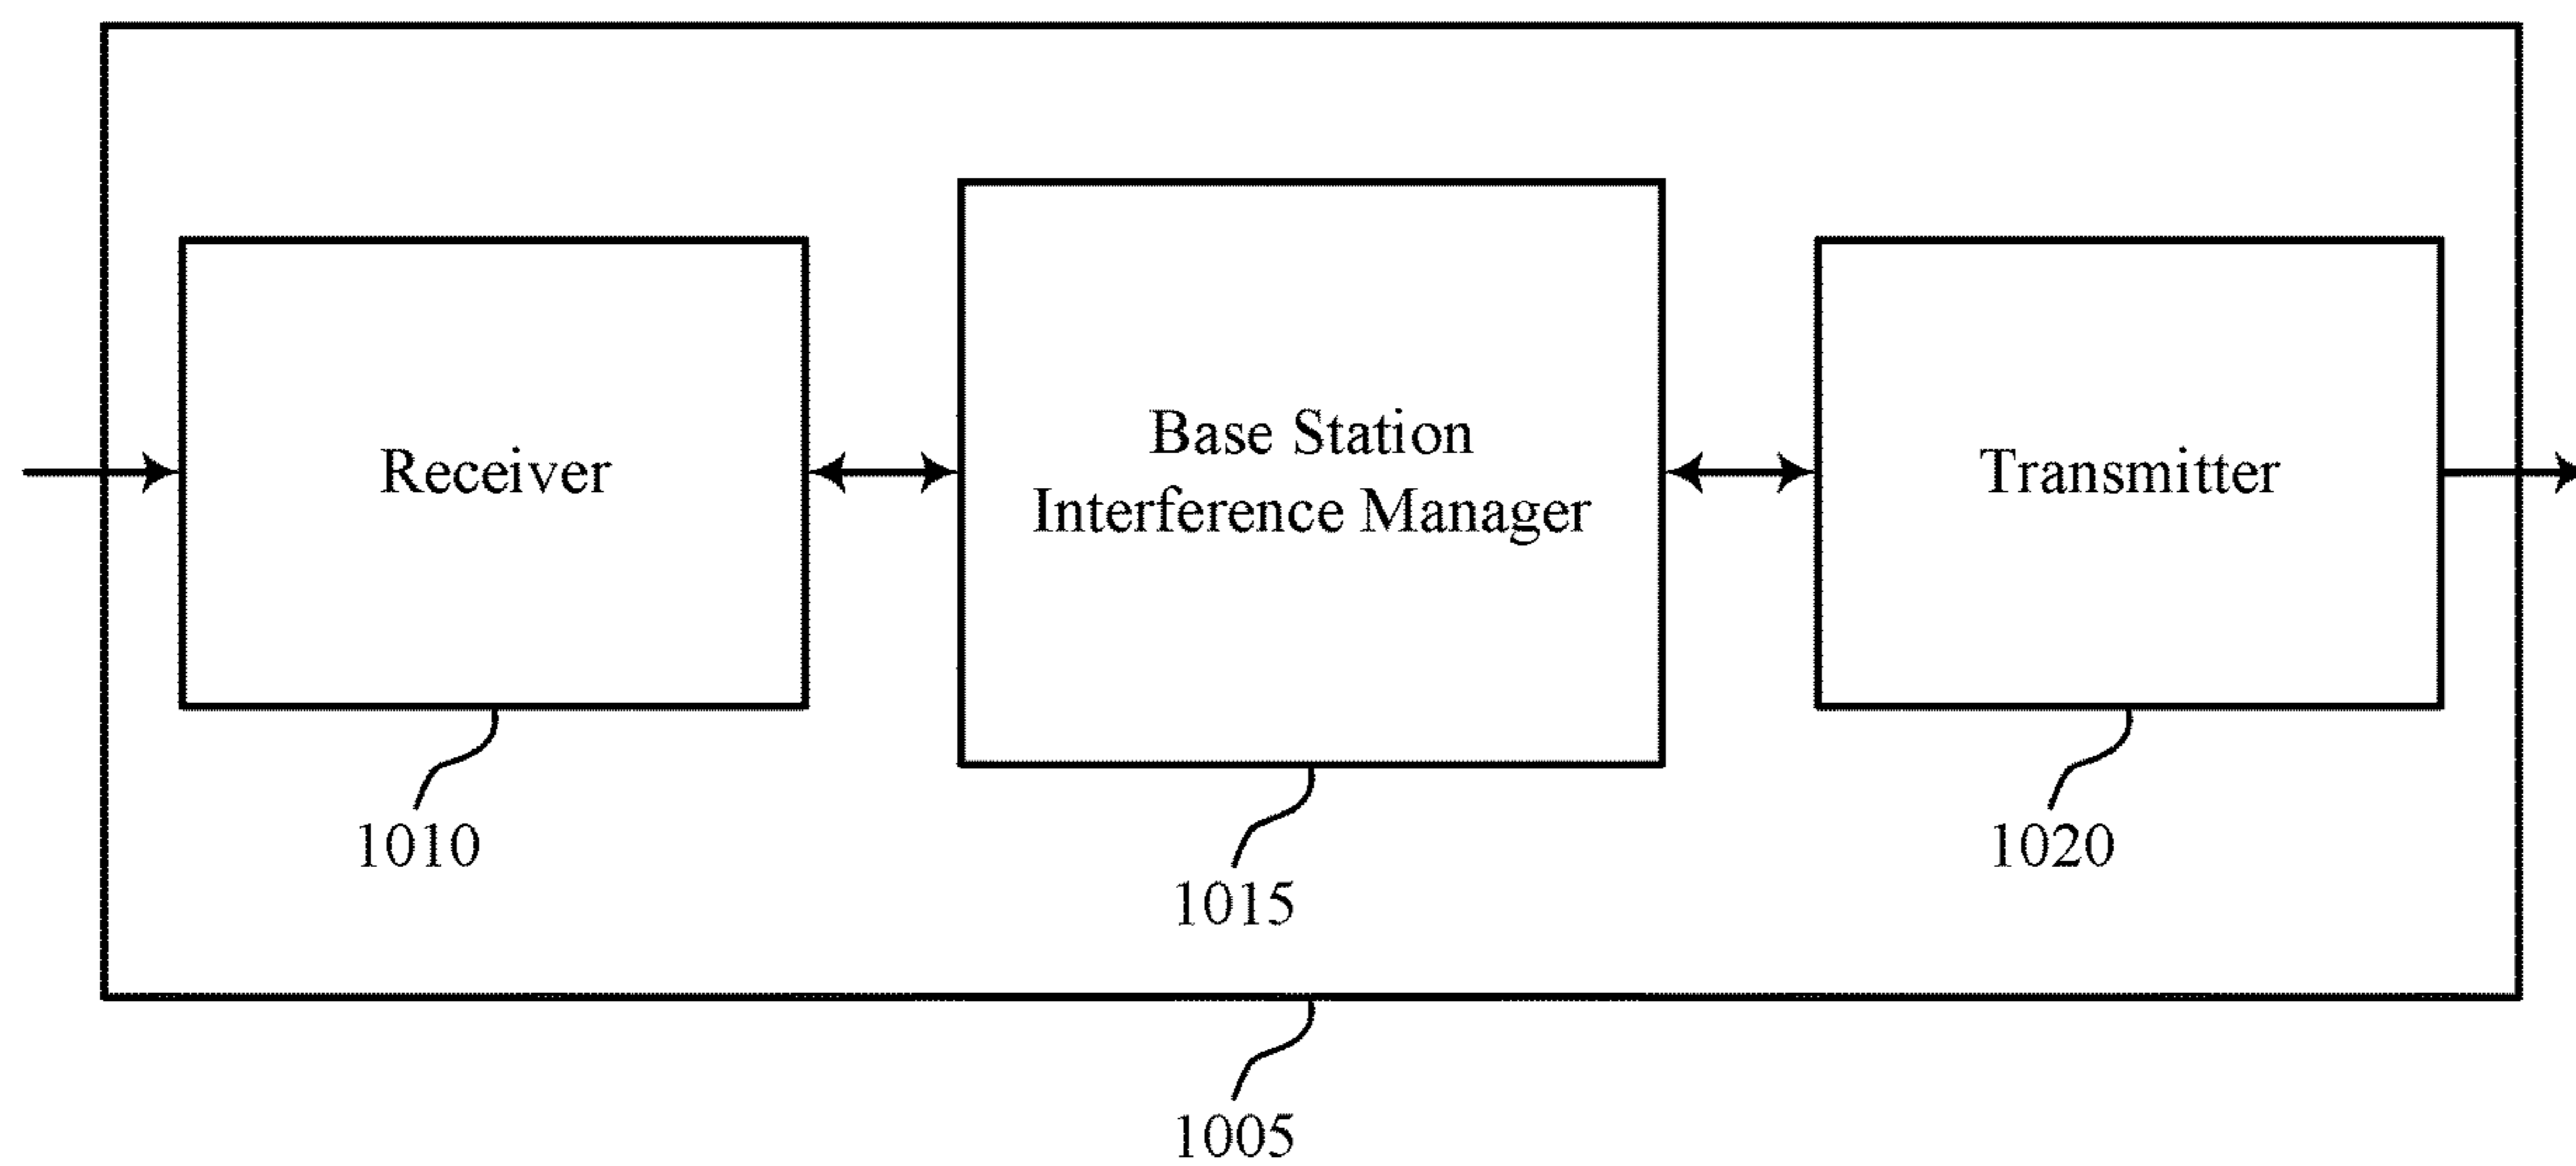 Receiver
Base Station
Interference Manager
Transmitter
1010
1015
1020
1005